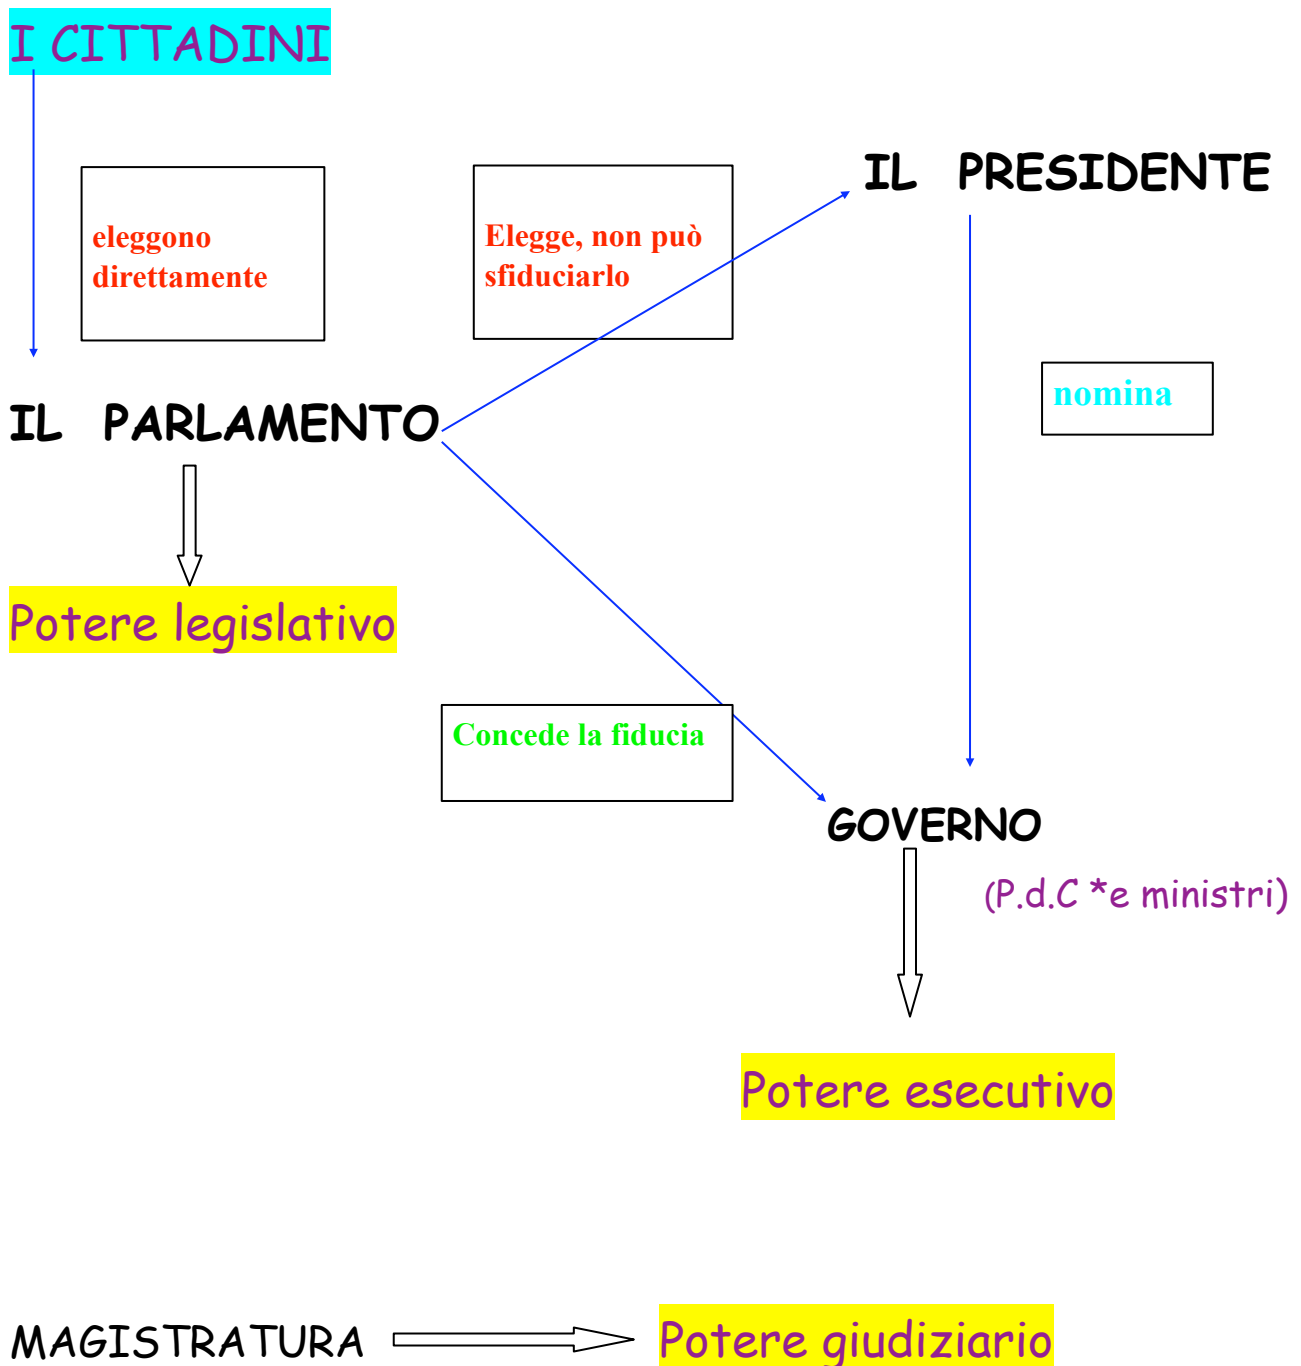 I CITTADINI
IL PRESIDENTE
eleggono
direttamente
Elegge, non può
sfiduciarlo
nomina
IL PARLAMENTO
Potere legislativo
Concede la fiducia
GOVERNO
(P.d.C *e ministri)
Potere esecutivo
MAGISTRATURA
Potere giudiziario